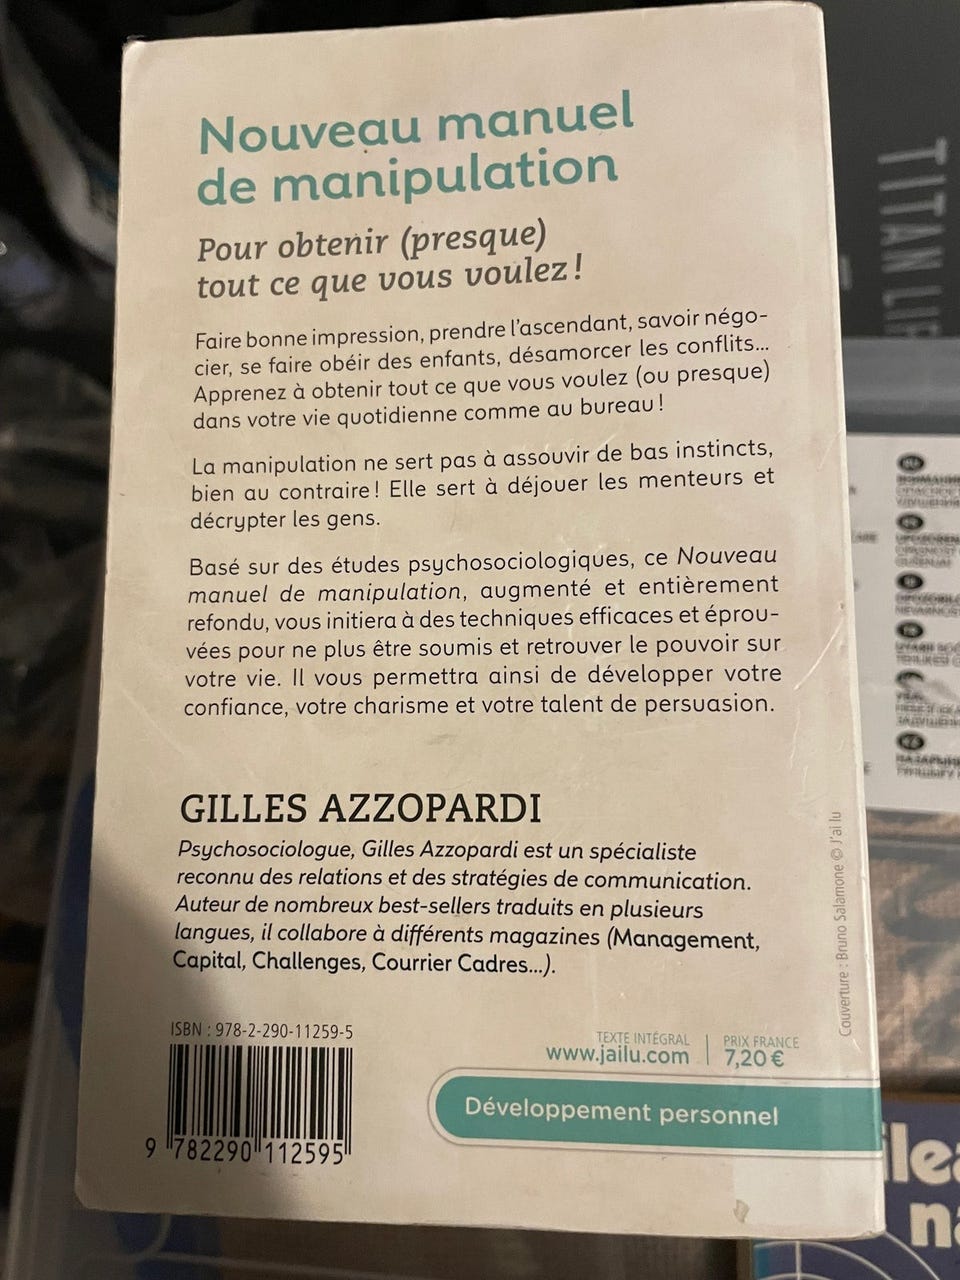 Nouveau manuel
de manipulation
Pour obtenir (presque)
tout ce que vous voulez !
Faire bonne impression, prendre l'ascendant, savoir négo-
cier, se faire obéir des enfants, désamorcer les conflits...
Apprenez à obtenir tout ce que vous voulez (ou presque)
dans votre vie quotidienne comme au bureau !
La manipulation ne sert pas à assouvir de bas instincts,
bien au contraire ! Elle sert à déjouer les menteurs et
décrypter les gens.
Basé sur des études psychosociologiques, ce Nouveau
manuel de manipulation, augmenté et entièrement
refondu, vous initiera à des techniques efficaces et éprou-
vées pour ne plus être soumis et retrouver le pouvoir sur
votre vie. Il vous permettra ainsi de développer votre
confiance, votre charisme et votre talent de persuasion.
GILLES AZZOPARDI
Psychosociologue, Gilles Azzopardi est un spécialiste
reconnu des relations et des stratégies de communication.
Auteur de nombreux best-sellers traduits en plusieurs
langues, il collabore à différents magazines (Management,
Capital, Challenges, Courrier Cadres...).
Couverture : Bruno Salamone © J'ai lu
ISBN : 978-2-290-11259-5
9 782290 112595
TEXTE INTÉGRAL
www.jailu.com
PRIX FRANCE
7,20 €
Développement personnel
TITAN